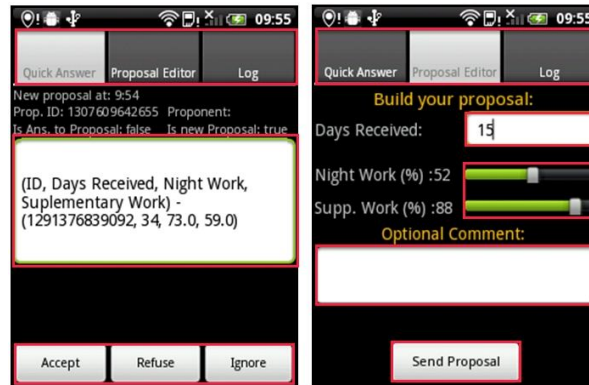 09:55
Quick Answer Proposal Editor Log
New proposal at: 9:54
Prop. ID: 1307609642655 Proponent:
Is Ans. to Proposal: false Is new Proposal: true
(ID, Days Received, Night Work,
Suplementary Work) -
(1291376839092, 34, 73.0, 59.0)
Accept Refuse Ignore
09:55
Quick Answer Proposal Editor Log
Build your proposal:
Days Received: 15
Night Work (%) :52
Supp. Work (%) :88
Optional Comment:
Send Proposal